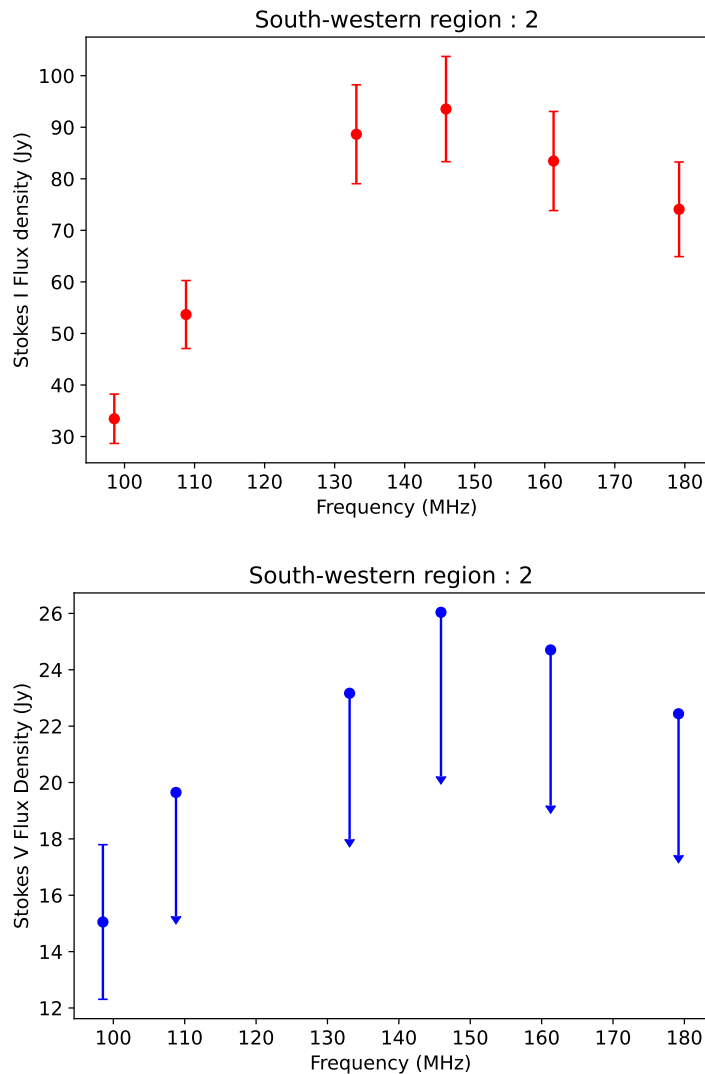 South-western region : 2
Stokes I Flux density (Jy)
100
90
80
70
60
50
40
30
100 110 120 130 140 150 160 170 180
Frequency (MHz)
South-western region : 2
Stokes V Flux Density (Jy)
26
24
22
20
18
16
14
12
100 110 120 130 140 150 160 170 180
Frequency (MHz)